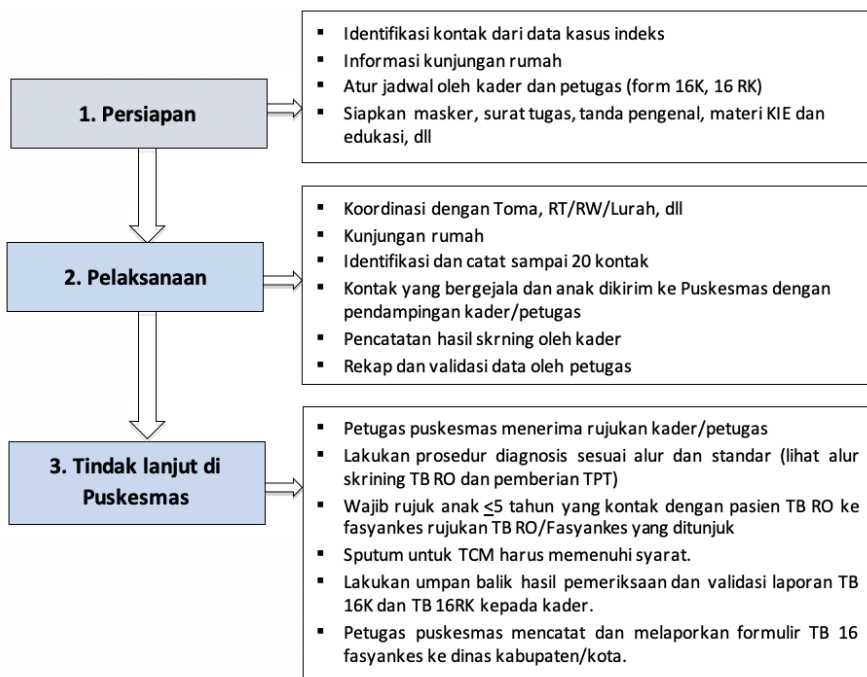 1. Persiapan
▪ Identifikasi kontak dari data kasus indeks
▪ Informasi kunjungan rumah
▪ Atur jadwal oleh kader dan petugas (form 16K, 16 RK)
▪ Siapkan masker, surat tugas, tanda pengenal, materi KIE dan
edukasi, dll
2. Pelaksanaan
▪ Koordinasi dengan Toma, RT/RW/Lurah, dll
▪ Kunjungan rumah
▪ Identifikasi dan catat sampai 20 kontak
▪ Kontak yang bergejala dan anak dikirim ke Puskesmas dengan
pendampingan kader/petugas
▪ Pencatatan hasil skrning oleh kader
▪ Rekap dan validasi data oleh petugas
3. Tindak lanjut di
Puskesmas
▪ Petugas puskesmas menerima rujukan kader/petugas
▪ Lakukan prosedur diagnosis sesuai alur dan standar (lihat alur
skrining TB RO dan pemberian TPT)
▪ Wajib rujuk anak <5 tahun yang kontak dengan pasien TB RO ke
fasyankes rujukan TB RO/Fasyankes yang ditunjuk
▪ Sputum untuk TCM harus memenuhi syarat.
▪ Lakukan umpan balik hasil pemeriksaan dan validasi laporan TB
16K dan TB 16RK kepada kader.
▪ Petugas puskesmas mencatat dan melaporkan formulir TB 16
fasyankes ke dinas kabupaten/kota.